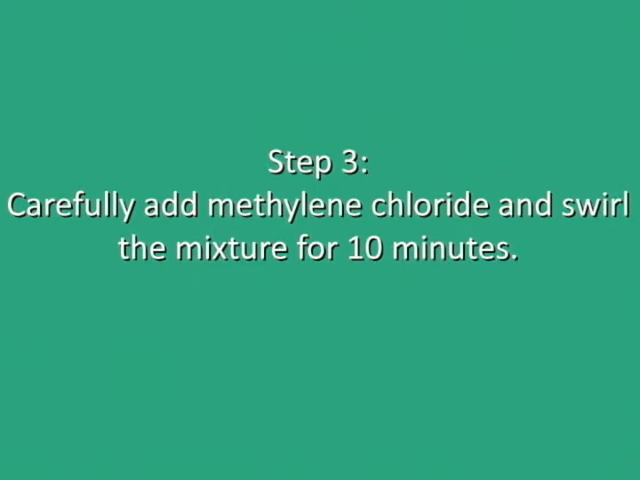 Step 3:
Carefully add methylene chloride and swirl
the mixture for 10 minutes.